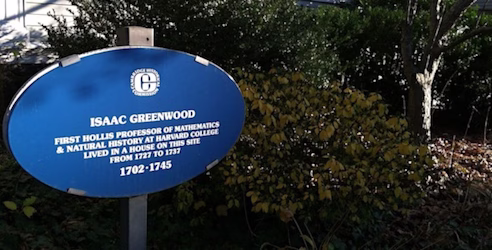 ISAAC GREENWOOD
FIRST HOLLIS PROFESSOR OF MATHEMATICS
& NATURAL HISTORY AT HARVARD COLLEGE
LIVED IN A HOUSE ON THIS SITE
FROM 1727 TO 1737
1702-1745